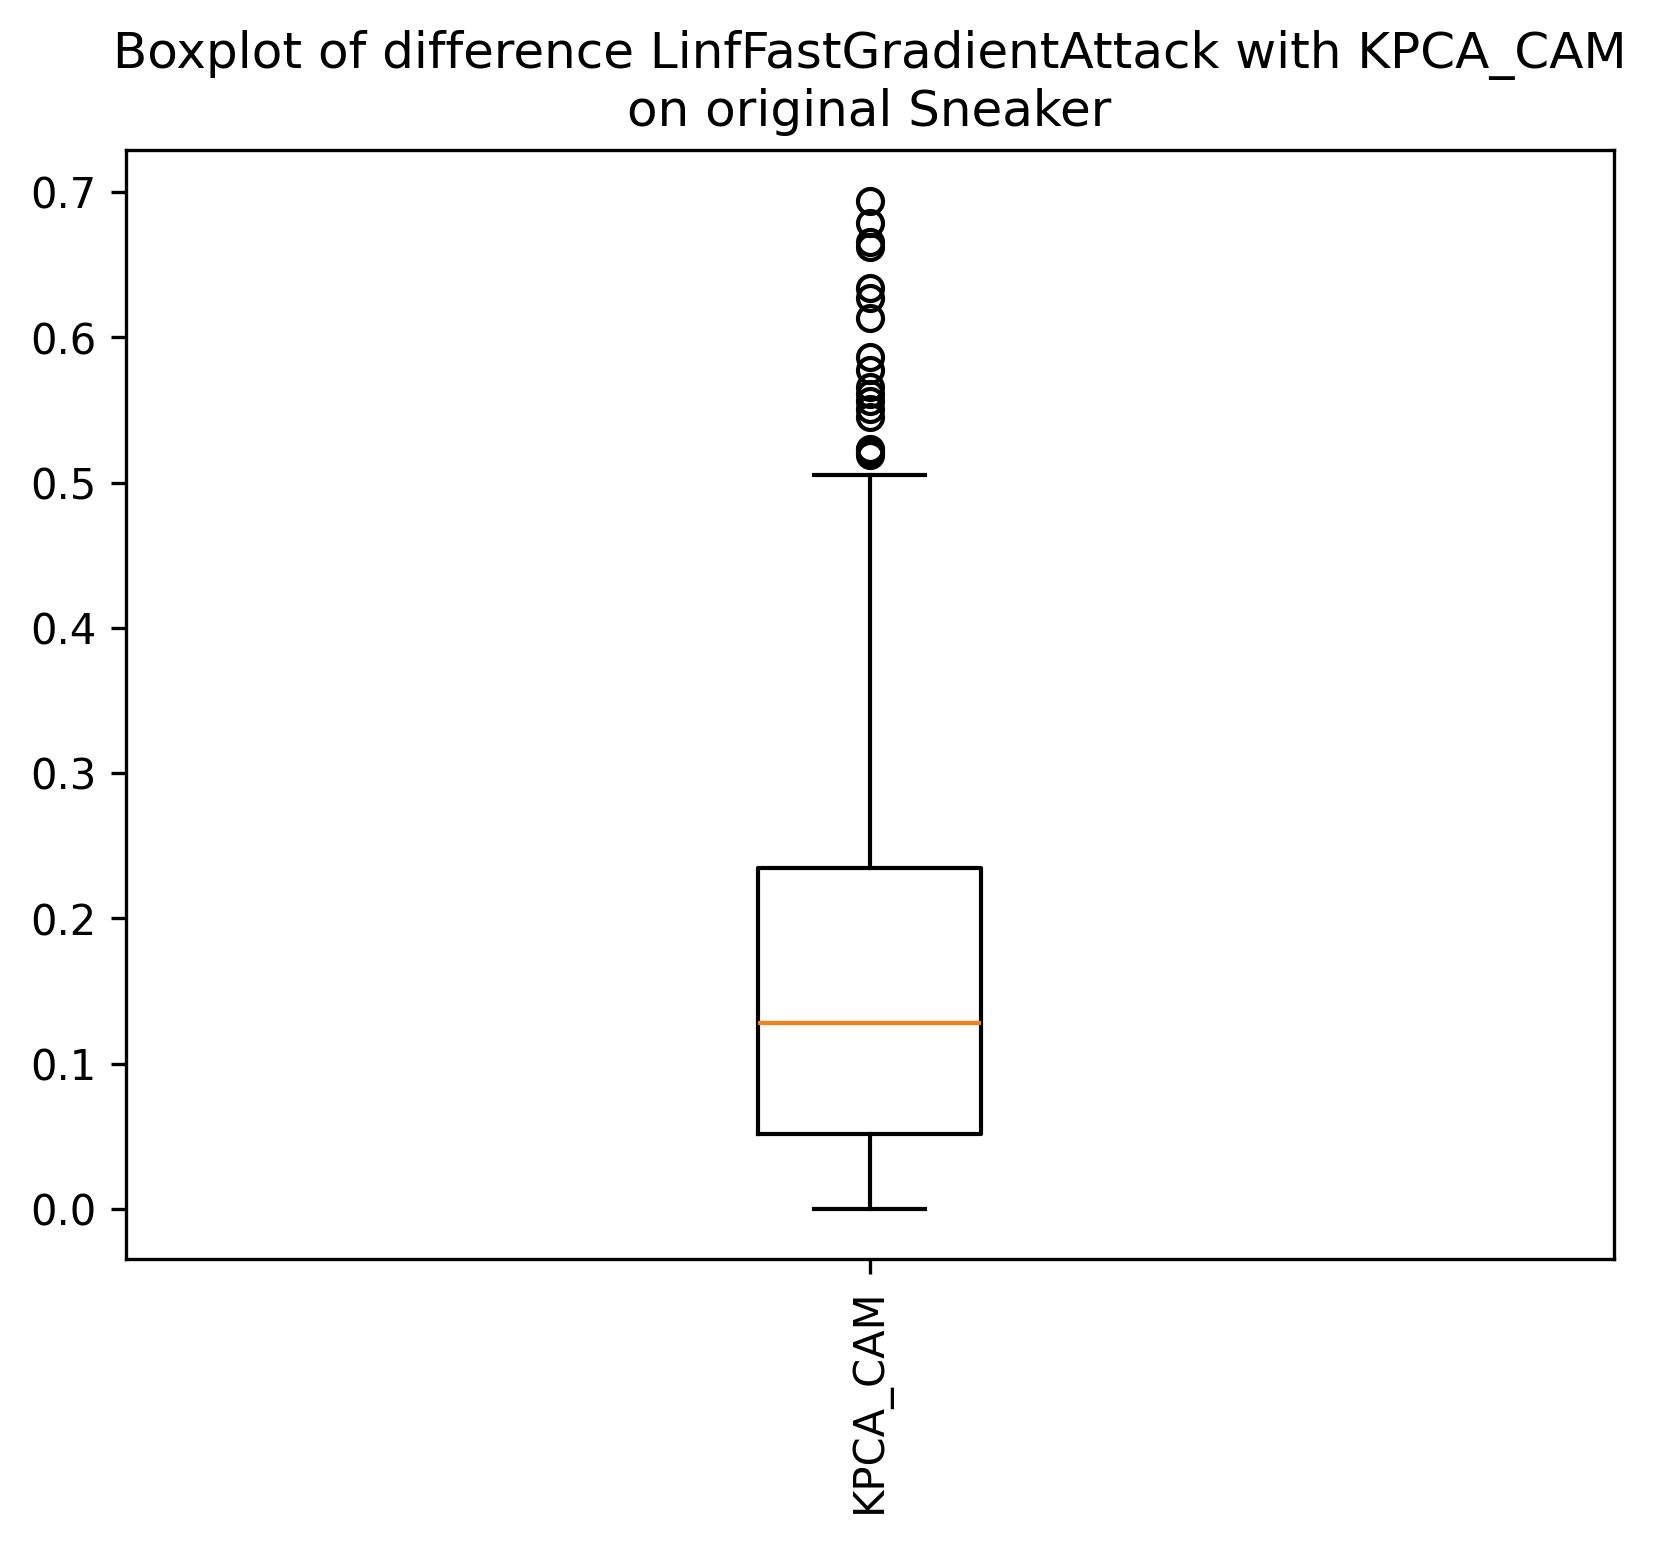 Boxplot of difference LinfFastGradientAttack with KPCA_CAM
on original Sneaker
0.7
0.6
0.5
0.4
0.3
0.2
0.1
0.0
KPCA_CAM